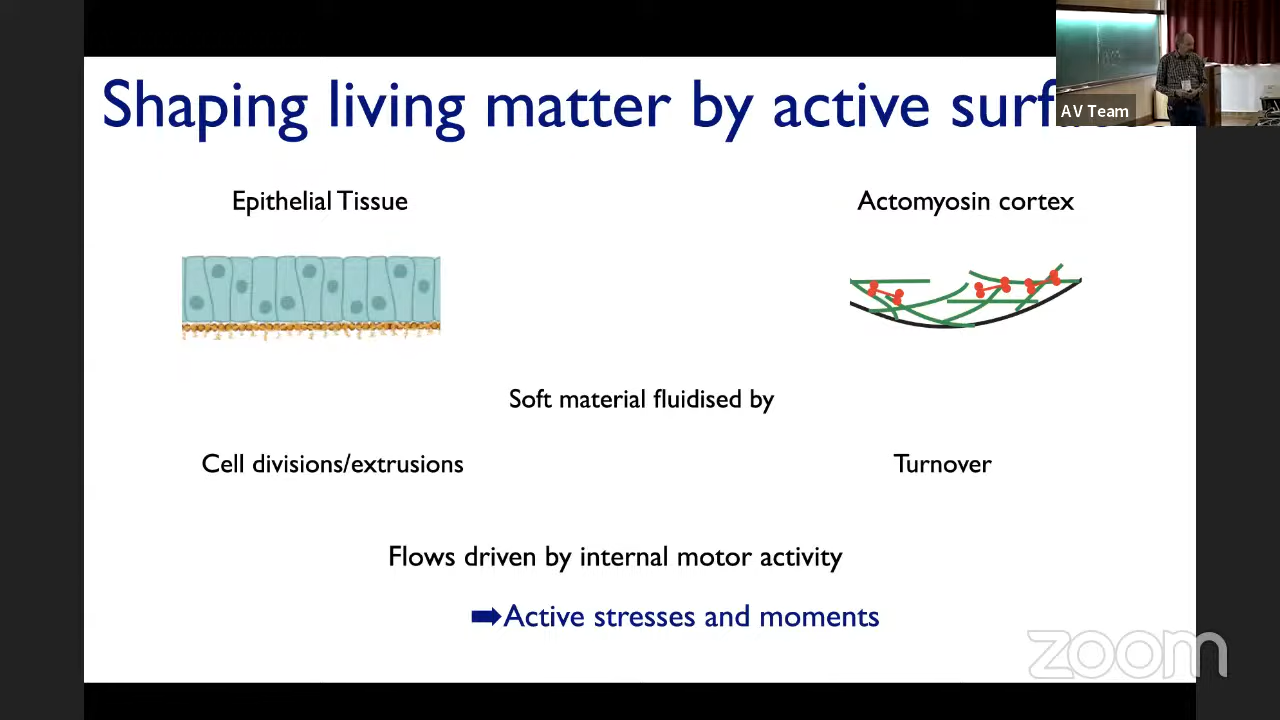 Shaping living matter by active
AV Team
Epithelial Tissue
Actomyosin cortex
Soft material fluidised by
Cell divisions/extrusions
Turnover
Flows driven by internal motor activity
➡Active stresses and moments
zoom